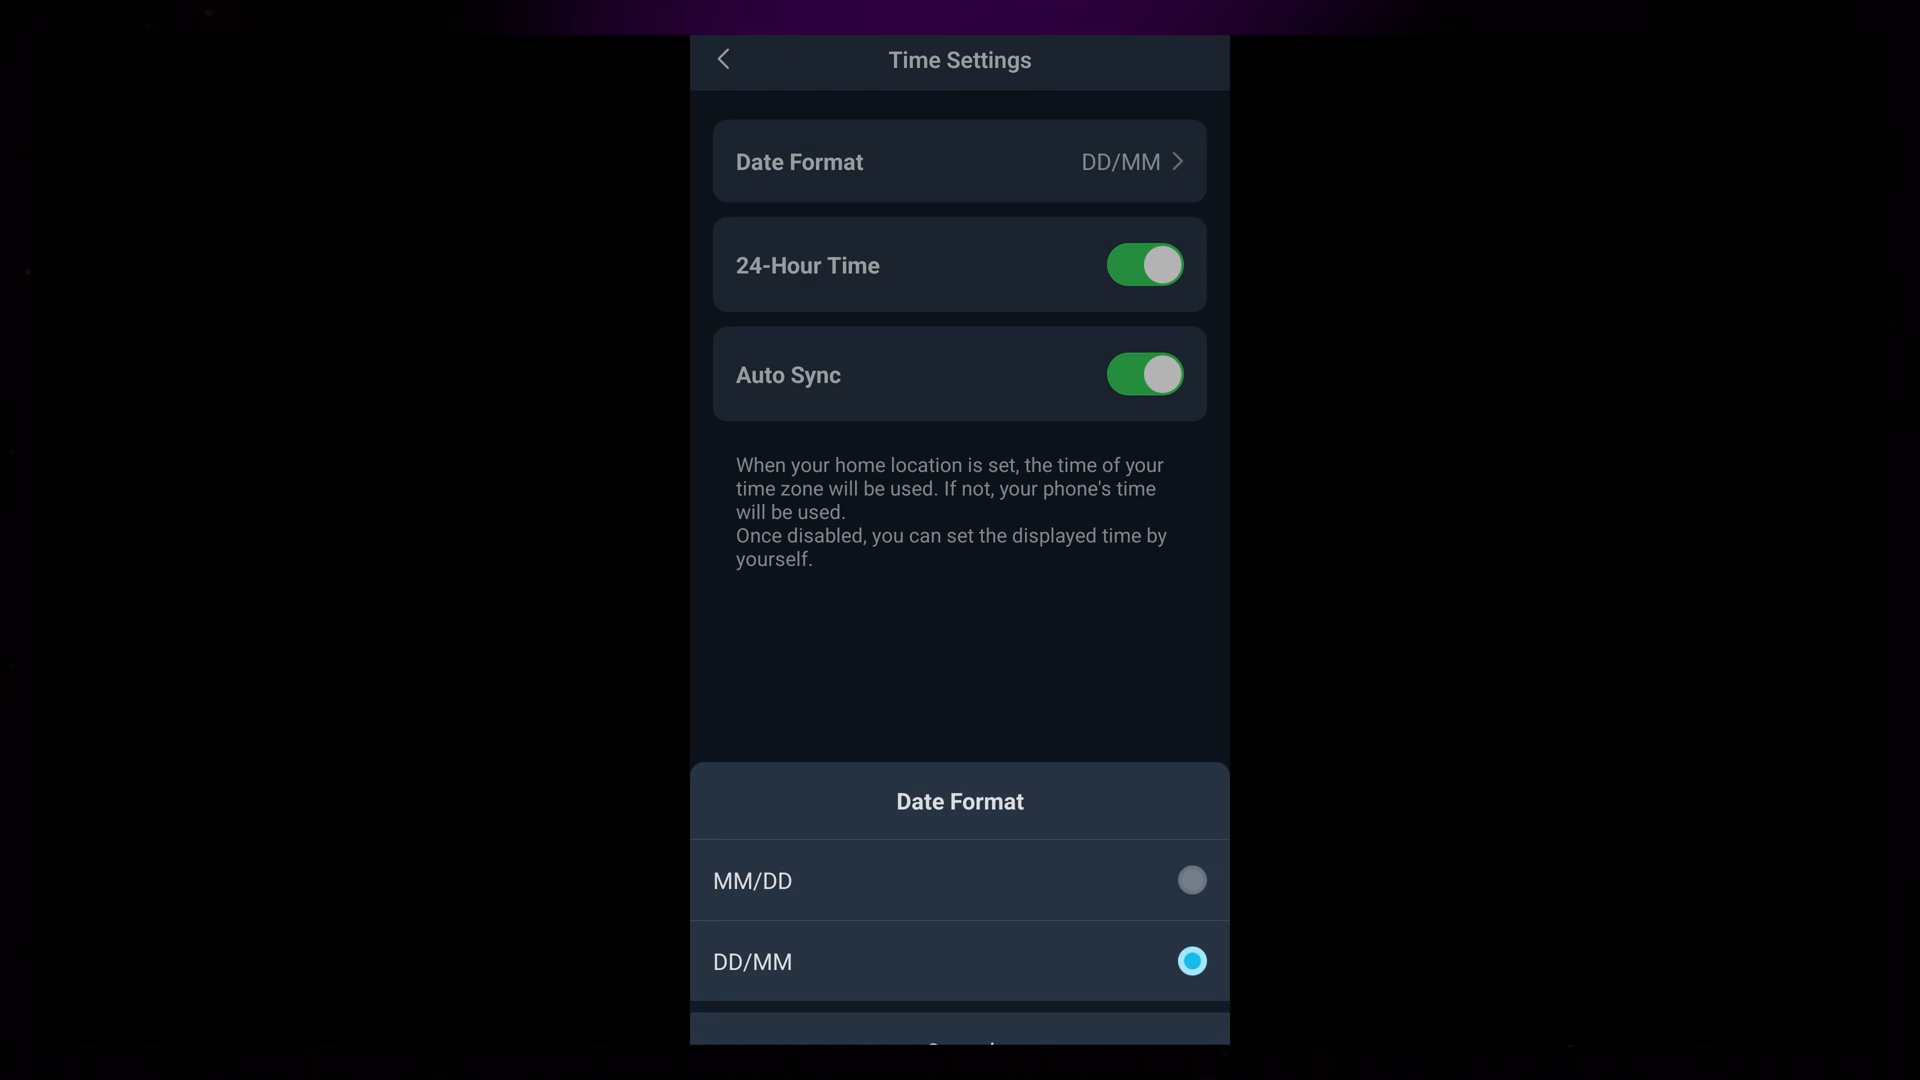 Time Settings
Date Format
DD/MM
24-Hour Time
Auto Sync
When your home location is set, the time of your
time zone will be used. If not, your phone's time
will be used.
Once disabled, you can set the displayed time by
yourself.
Date Format
MM/DD
DD/MM